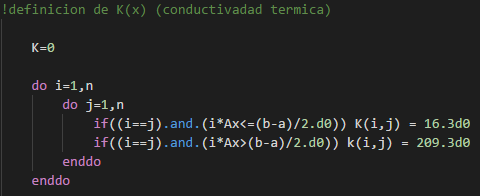 !definicion de K(x) (conductivadad termica)
K=0
do i=1,n
do j=1,n
if((i==j).and.(i*Ax<=(b-a)/2.d0)) K(i,j) = 16.3d0
if((i==j).and.(i*Ax>(b-a)/2.d0)) k(i,j) = 209.3d0
enddo
enddo